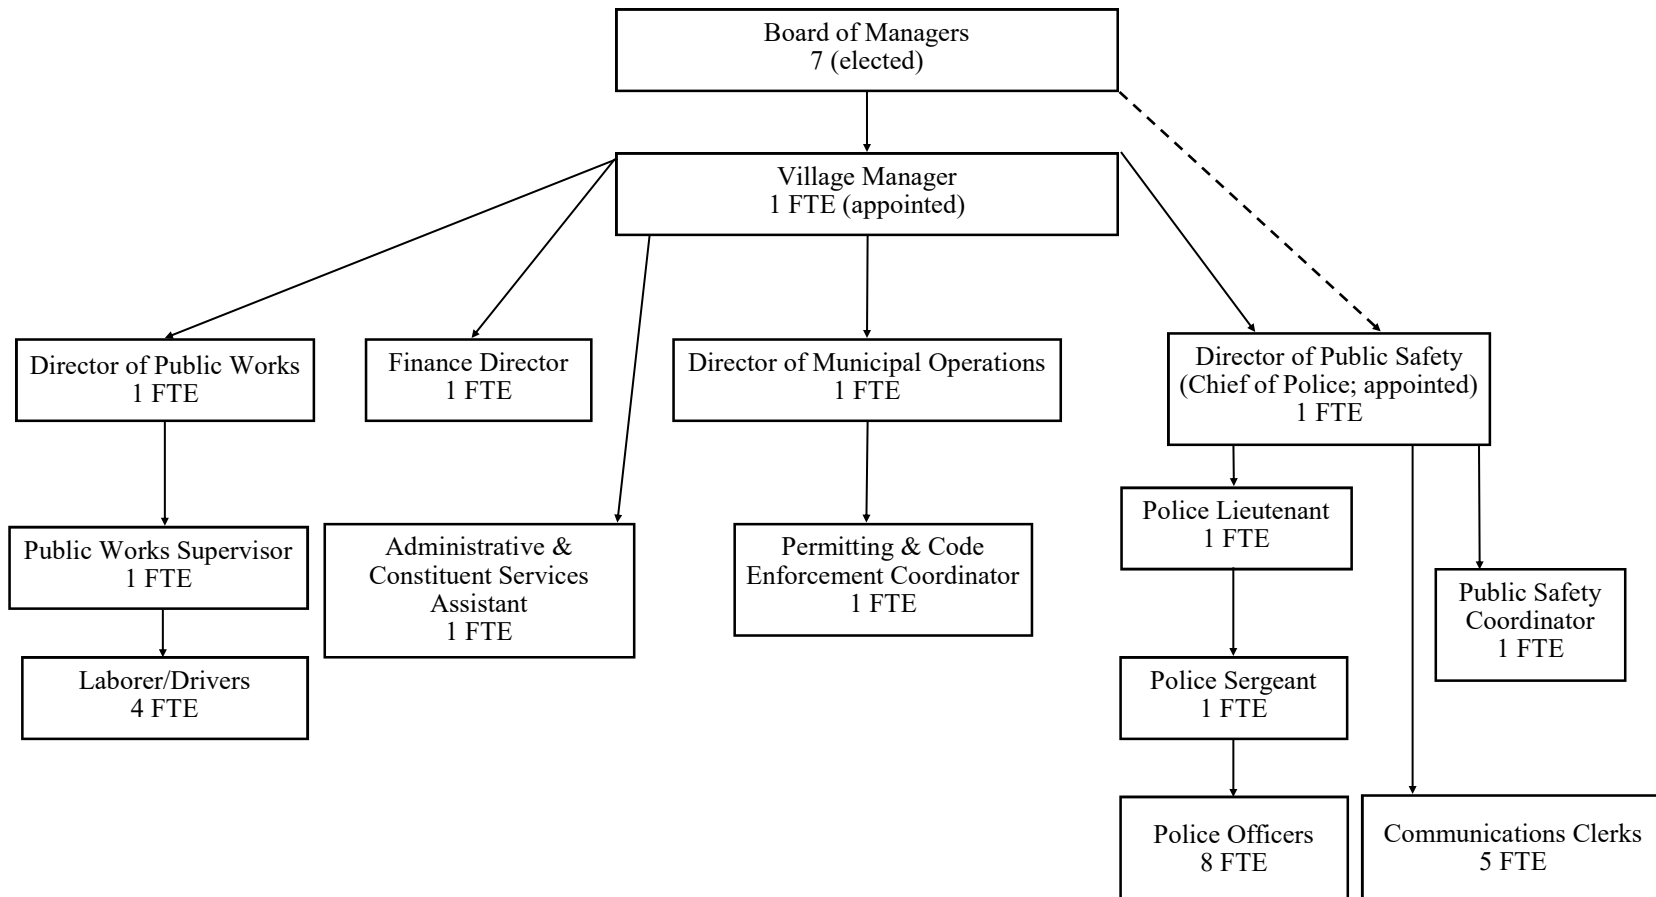 Board of Managers
7 (elected)
Village Manager
1 FTE (appointed)
Director of Public Works
1 FTE
Finance Director
1 FTE
Director of Municipal Operations
1 FTE
Director of Public Safety
(Chief of Police; appointed)
1 FTE
Public Works Supervisor
1 FTE
Administrative &
Constituent Services
Assistant
1 FTE
Permitting & Code
Enforcement Coordinator
1 FTE
Police Lieutenant
1 FTE
Public Safety
Coordinator
1 FTE
Laborer/Drivers
4 FTE
Police Sergeant
1 FTE
Police Officers
8 FTE
Communications Clerks
5 FTE